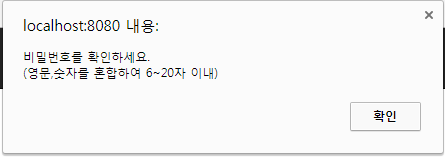 localhost:8080 내용:
비밀번호를 확인하세요.
(영문,숫자를 혼합하여 6~20자 이내)
확인